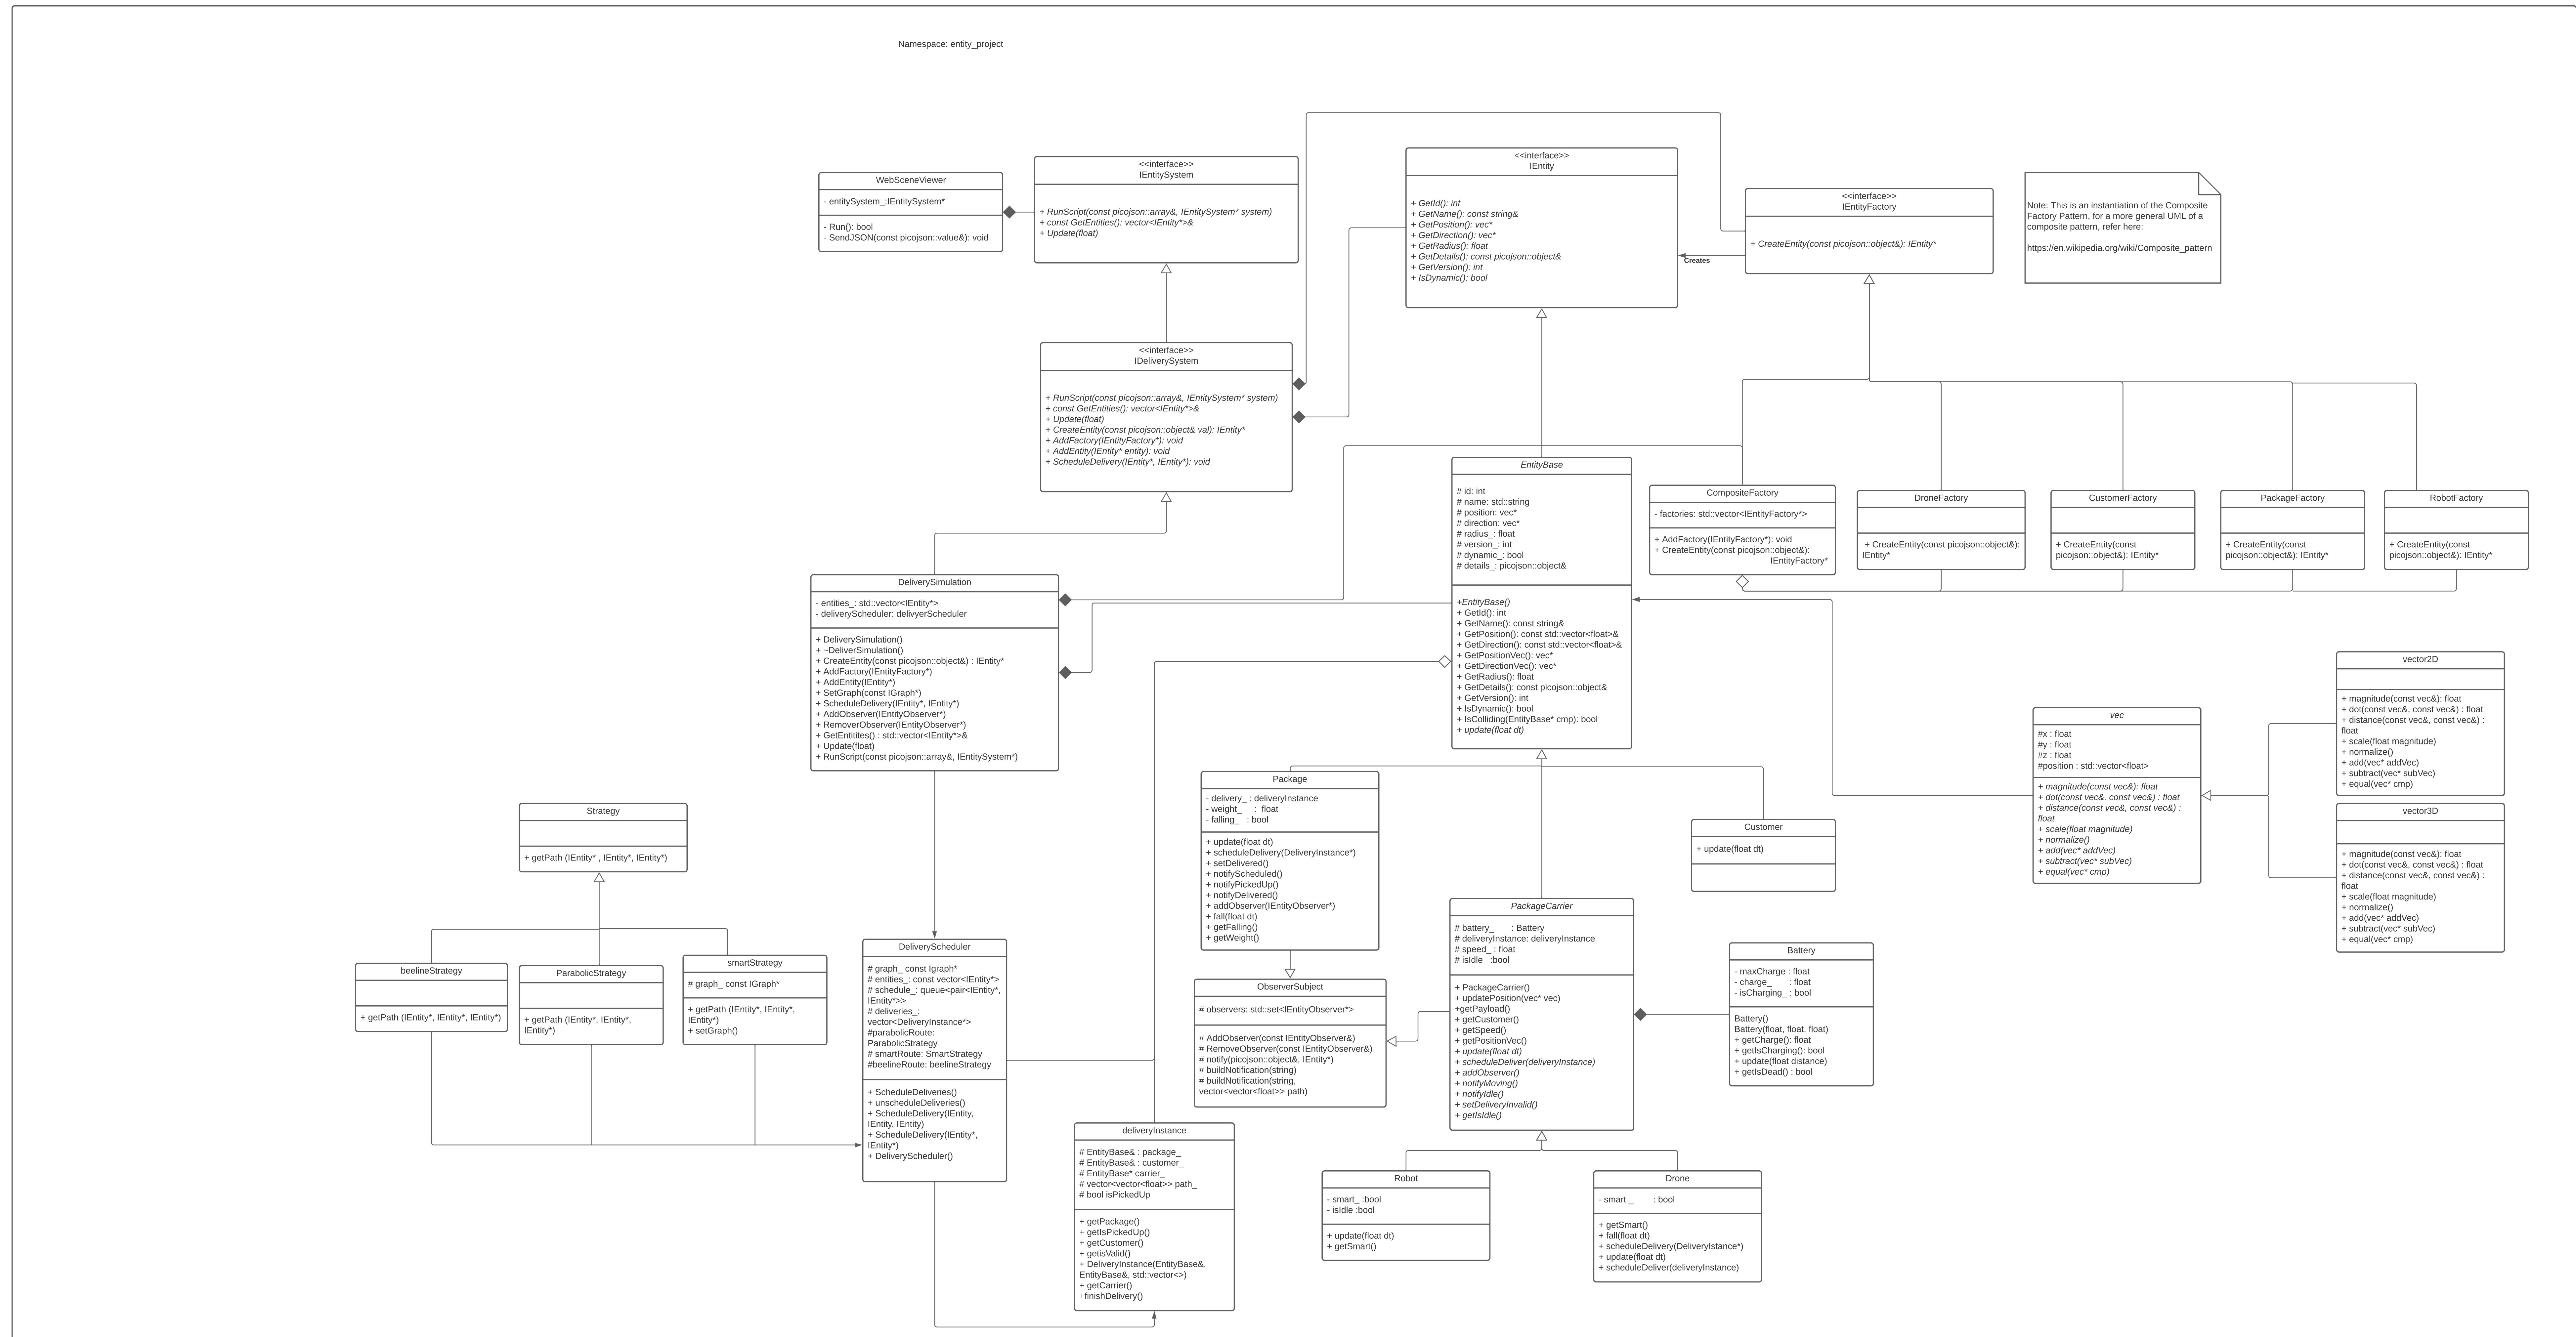 Namespace: entity_project
WebSceneViewer
- entitySystem_:IEntitySystem*
- Run(): bool
- SendJSON(const picojson::value&): void
<<interface>>
IEntitySystem
+ RunScript(const picojson::array&, IEntitySystem* system)
+ const GetEntities(): vector<IEntity*>&
+ Update(float)
<<interface>>
IEntity
+ GetId(): int
+ GetName(): const string&
+ GetPosition(): vec*
+ GetDirection(): vec*
+ GetRadius(): float
+ GetDetails(): const picojson::object&
+ GetVersion(): int
+ IsDynamic(): bool
Creates
<<interface>>
IEntityFactory
+ CreateEntity(const picojson::object&): IEntity*
Note: This is an instantiation of the Composite
Factory Pattern, for a more general UML of a
composite pattern, refer here:
https://en.wikipedia.org/wiki/Composite_pattern
<<interface>>
IDeliverySystem
+ RunScript(const picojson::array&, IEntitySystem* system)
+ const GetEntities(): vector<IEntity*>&
+ Update(float)
+ CreateEntity(const picojson::object& val): IEntity*
+ AddFactory(IEntityFactory*): void
+ AddEntity(IEntity* entity): void
+ ScheduleDelivery(IEntity*, IEntity*): void
EntityBase
# id: int
# name: std::string
# position: vec*
# direction: vec*
# radius_: float
# version_: int
# dynamic_: bool
# details_: picojson::object&
+EntityBase()
+ GetId(): int
+ GetName(): const string&
+ GetPosition(): const std::vector<float>&
+ GetDirection(): const std::vector<float>&
+ GetPositionVec(): vec*
+ GetDirectionVec(): vec*
+ GetRadius(): float
+ GetDetails(): const picojson::object&
+ GetVersion(): int
+ IsDynamic(): bool
+ IsColliding(EntityBase* cmp): bool
+ update(float dt)
CompositeFactory
- factories: std::vector<IEntityFactory*>
+ AddFactory(IEntityFactory*): void
+ CreateEntity(const picojson::object&):
IEntityFactory*
DroneFactory
+ CreateEntity(const picojson::object&):
IEntity*
CustomerFactory
+ CreateEntity(const
picojson::object&): IEntity*
PackageFactory
+ CreateEntity(const
picojson::object&): IEntity*
RobotFactory
+ CreateEntity(const
picojson::object&): IEntity*
DeliverySimulation
- entities_: std::vector<IEntity*>
- deliveryScheduler: delivyerScheduler
+ DeliverySimulation()
+ ~DeliverSimulation()
+ CreateEntity(const picojson::object&) : IEntity*
+ AddFactory(IEntityFactory*)
+ AddEntity(IEntity*)
+ SetGraph(const IGraph*)
+ ScheduleDelivery(IEntity*, IEntity*)
+ AddObserver(IEntityObserver*)
+ RemoverObserver(IEntityObserver*)
+ GetEntitites() : std::vector<IEntity*>&
+ Update(float)
+ RunScript(const picojson::array&, IEntitySystem*)
vector2D
+ magnitude(const vec&): float
+ dot(const vec&, const vec&) : float
+ distance(const vec&, const vec&) :
float
+ scale(float magnitude)
+ normalize()
+ add(vec* addVec)
+ subtract(vec* subVec)
+ equal(vec* cmp)
vec
#x : float
#y : float
#z : float
#position : std::vector<float>
+ magnitude(const vec&): float
+ dot(const vec&, const vec&) : float
+ distance(const vec&, const vec&) :
float
+ scale(float magnitude)
+ normalize()
+ add(vec* addVec)
+ subtract(vec* subVec)
+ equal(vec* cmp)
vector3D
+ magnitude(const vec&): float
+ dot(const vec&, const vec&) : float
+ distance(const vec&, const vec&) :
float
+ scale(float magnitude)
+ normalize()
+ add(vec* addVec)
+ subtract(vec* subVec)
+ equal(vec* cmp)
Package
- delivery_ : deliveryInstance
- weight_ : float
- falling_ : bool
+ update(float dt)
+ scheduleDelivery(DeliveryInstance*)
+ setDelivered()
+ notifyScheduled()
+ notifyPickedUp()
+ notifyDelivered()
+ addObserver(IEntityObserver*)
+ fall(float dt)
+ getFalling()
+ getWeight()
Customer
+ update(float dt)
Strategy
+ getPath (IEntity* , IEntity*, IEntity*)
beelineStrategy
+ getPath (IEntity*, IEntity*, IEntity*)
ParabolicStrategy
+ getPath (IEntity*, IEntity*,
IEntity*)
smartStrategy
# graph_ const IGraph*
+ getPath (IEntity*, IEntity*,
IEntity*)
+ setGraph()
DeliveryScheduler
# graph_ const Igraph*
# entities_: const vector<IEntity*>
# schedule_: queue<pair<IEntity*,
IEntity*>>
# deliveries_:
vector<DeliveryInstance*>
#parabolicRoute:
ParabolicStrategy
# smartRoute: SmartStrategy
#beelineRoute: beelineStrategy
+ ScheduleDeliveries()
+ unscheduleDeliveries()
+ ScheduleDelivery(IEntity,
IEntity, IEntity)
+ ScheduleDelivery(IEntity*,
IEntity*)
+ DeliveryScheduler()
ObserverSubject
# observers: std::set<IEntityObserver*>
# AddObserver(const IEntityObserver&)
# RemoveObserver(const IEntityObserver&)
# notify(picojson::object&, IEntity*)
# buildNotification(string)
# buildNotification(string,
vector<vector<float>> path)
PackageCarrier
# battery_ : Battery
# deliveryInstance: deliveryInstance
# speed_ : float
# isIdle :bool
+ PackageCarrier()
+ updatePosition(vec* vec)
+getPayload()
+ getCustomer()
+ getSpeed()
+ getPositionVec()
+ update(float dt)
+ scheduleDeliver(deliveryInstance)
+ addObserver()
+ notifyMoving()
+ notifyIdle()
+ setDeliveryInvalid()
+ getIsIdle()
Battery
- maxCharge : float
- charge_ : float
- isCharging_ : bool
Battery()
Battery(float, float, float)
+ getCharge(): float
+ getIsCharging(): bool
+ update(float distance)
+ getIsDead() : bool
deliveryInstance
# EntityBase& : package_
# EntityBase& : customer_
# EntityBase* carrier_
# vector<vector<float>> path_
# bool isPickedUp
+ getPackage()
+ getIsPickedUp()
+ getCustomer()
+ getisValid()
+ DeliveryInstance(EntityBase&,
EntityBase&, std::vector<>)
+ getCarrier()
+finishDelivery()
Robot
- smart_ :bool
- isIdle :bool
+ update(float dt)
+ getSmart()
Drone
- smart _ : bool
+ getSmart()
+ fall(float dt)
+ scheduleDelivery(DeliveryIstance*)
+ update(float dt)
+ scheduleDeliver(deliveryInstance)